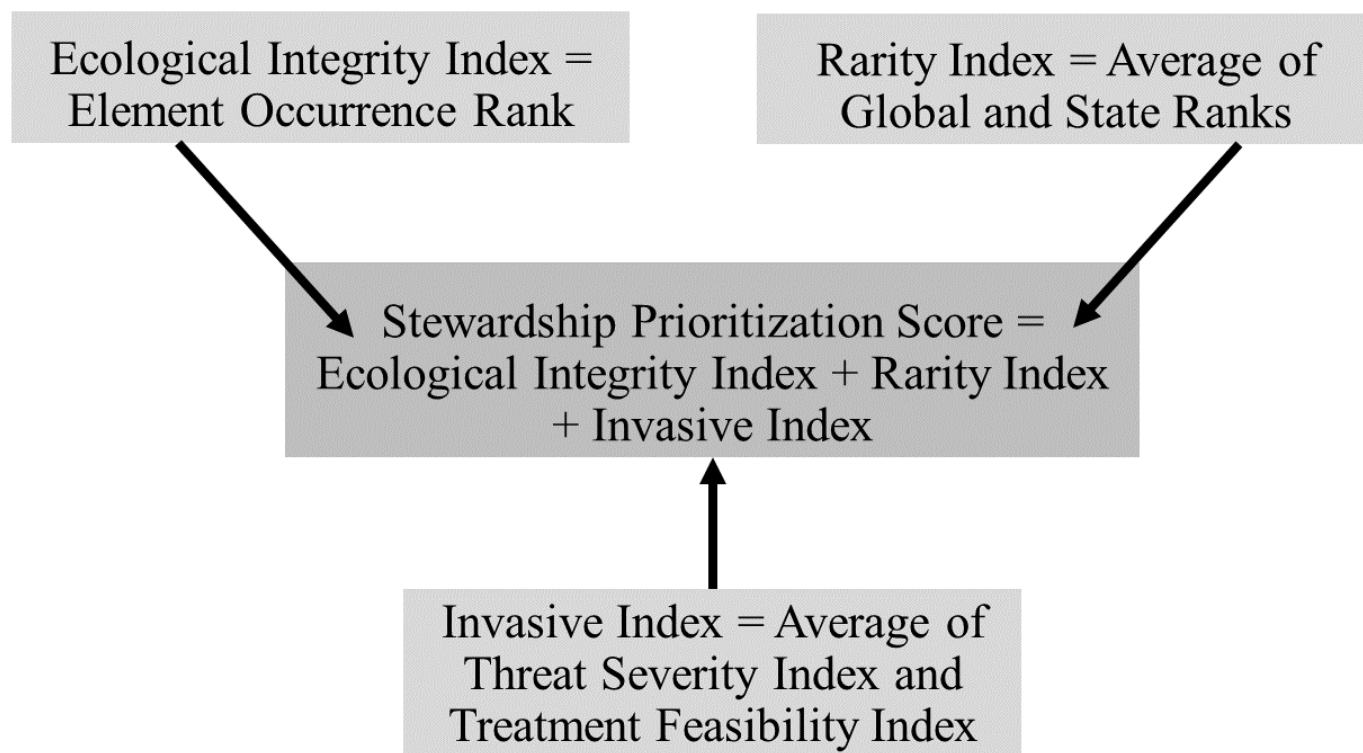 Ecological Integrity Index =
Element Occurrence Rank
Rarity Index = Average of
Global and State Ranks
Stewardship Prioritization Score =
Ecological Integrity Index + Rarity Index
+ Invasive Index
Invasive Index = Average of
Threat Severity Index and
Treatment Feasibility Index